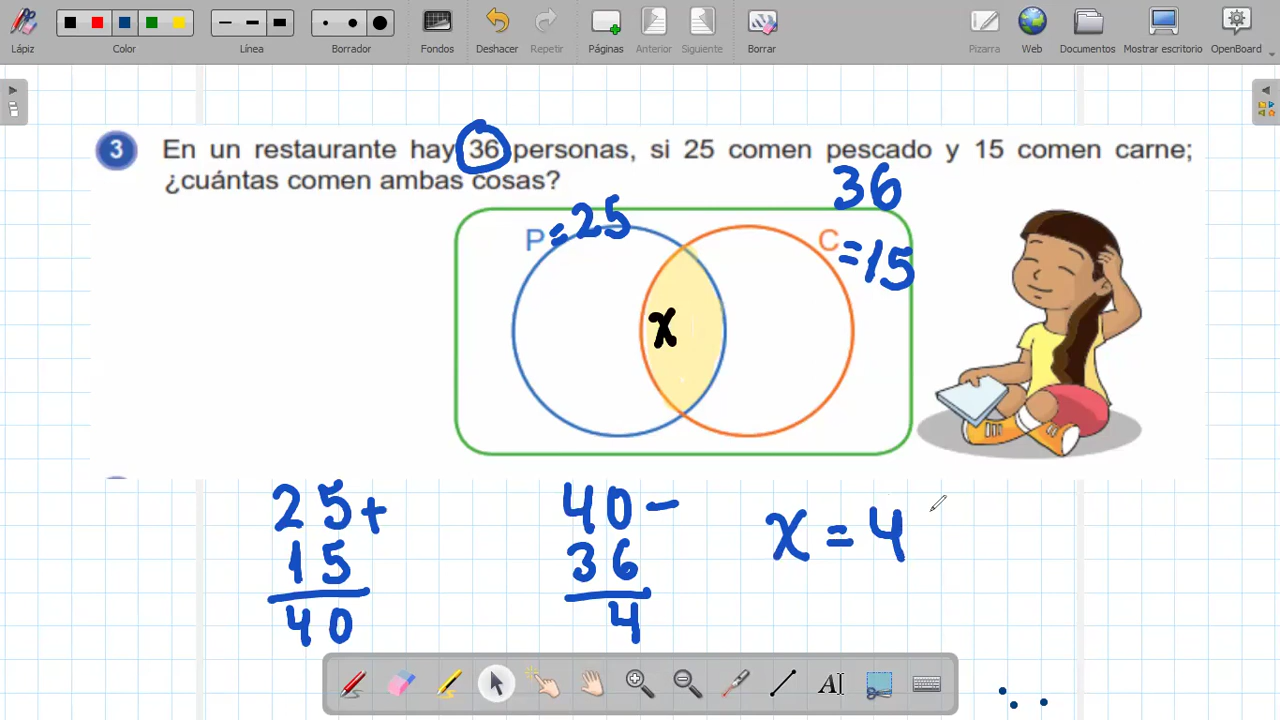 Lápiz Color Línea Borrador Fondos Deshacer Repetir Páginas Anterior Siguiente Borrar Pizarra Web Documentos Mostrar escritorio OpenBoard
3 En un restaurante hay 36 personas, si 25 comen pescado y 15 comen carne;
¿cuántas comen ambas cosas?
36
P = 25
C = 15
x
25 +
15
40
40 -
36
4
x = 4
AI